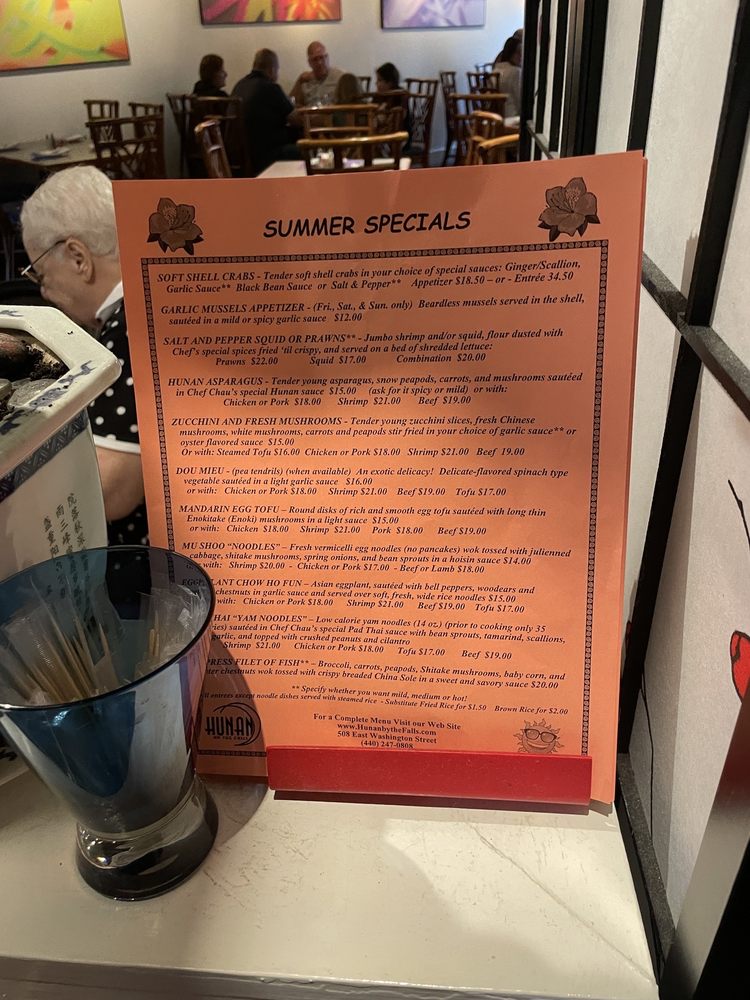 SUMMER SPECIALS
SOFT SHELL CRABS - Tender soft shell crabs in your choice of special sauces: Ginger/Scallion,
Garlic Sauce** Black Bean Sauce or Salt & Pepper** Appetizer $18.50 – or - Entrée 34.50
GARLIC MUSSELS APPETIZER - (Fri., Sat., & Sun. only) Beardless mussels served in the shell,
sautéed in a mild or spicy garlic sauce $12.00
SALT AND PEPPER SQUID OR PRAWNS** - Jumbo shrimp and/or squid, flour dusted with
Chef's special spices fried 'til crispy, and served on a bed of shredded lettuce:
Prawns $22.00 Squid $17.00 Combination $20.00
HUNAN ASPARAGUS - Tender young asparagus, snow peapods, carrots, and mushrooms sautéed
in Chef Chau's special Hunan sauce $15.00 (ask for it spicy or mild) or with:
Chicken or Pork $18.00 Shrimp $21.00 Beef $19.00
ZUCCHINI AND FRESH MUSHROOMS - Tender young zucchini slices, fresh Chinese
mushrooms, white mushrooms, carrots and peapods stir fried in your choice of garlic sauce** or
oyster flavored sauce $15.00
Or with: Steamed Tofu $16.00 Chicken or Pork $18.00 Shrimp $21.00 Beef 19.00
DOU MIEU - (pea tendrils) (when available) An exotic delicacy! Delicate-flavored spinach type
vegetable sautéed in a light garlic sauce $16.00
or with: Chicken or Pork $18.00 Shrimp $21.00 Beef $19.00 Tofu $17.00
MANDARIN EGG TOFU – Round disks of rich and smooth egg tofu sautéed with long thin
Enokitake (Enoki) mushrooms in a light sauce $15.00
or with: Chicken $18.00 Shrimp $21.00 Pork $18.00 Beef $19.00
MU SHOO "NOODLES" – Fresh vermicelli egg noodles (no pancakes) wok tossed with julienned
cabbage, shitake mushrooms, spring onions, and bean sprouts in a hoisin sauce $14.00
with: Shrimp $20.00 - Chicken or Pork $17.00 - Beef or Lamb $18.00
EGGPLANT CHOW HO FUN – Asian eggplant, sautéed with bell peppers, woodears and
chestnuts in garlic sauce and served over soft, fresh, wide rice noodles $15.00
with: Chicken or Pork $18.00 Shrimp $21.00 Beef $19.00 Tofu $17.00
HAI "YAM NOODLES" – Low calorie yam noodles (14 oz.) (prior to cooking only 35
ries) sautéed in Chef Chau's special Pad Thai sauce with bean sprouts, tamarind, scallions,
garlic, and topped with crushed peanuts and cilantro
Shrimp $21.00 Chicken or Pork $18.00 Tofu $17.00 Beef $19.00
RESS FILET OF FISH** – Broccoli, carrots, peapods, Shitake mushrooms, baby corn, and
ter chestnuts wok tossed with crispy breaded China Sole in a sweet and savory sauce $20.00
** Specify whether you want mild, medium or hot!
ll entrees except noodle dishes served with steamed rice - Substitute Fried Rice for $1.50 Brown Rice for $2.00
HUNAN
For a Complete Menu Visit our Web Site
www.HunanbytheFalls.com
508 East Washington Street
(440) 247-0808